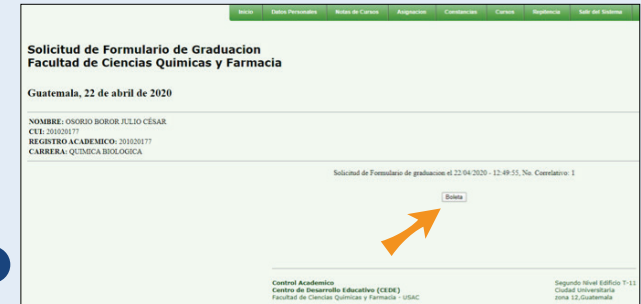 Inicio Datos Personales Notas de Cursos Asignacion Constancias Cursos Repitencia Salir del Sistema
Solicitud de Formulario de Graduacion
Facultad de Ciencias Quimicas y Farmacia
Guatemala, 22 de abril de 2020
NOMBRE: OSORIO BOROR JULIO CÉSAR
CUI: 201020177
REGISTRO ACADEMICO: 201020177
CARRERA: QUIMICA BIOLOGICA
Solicitud de Formulario de graduacion el 22/04/2020 - 12:49:55, No. Correlativo: 1
Boleta
Control Academico
Centro de Desarrollo Educativo (CEDE)
Facultad de Ciencias Químicas y Farmacia - USAC
Segundo Nivel Edificio T-11
Ciudad Universitaria
zona 12,Guatemala